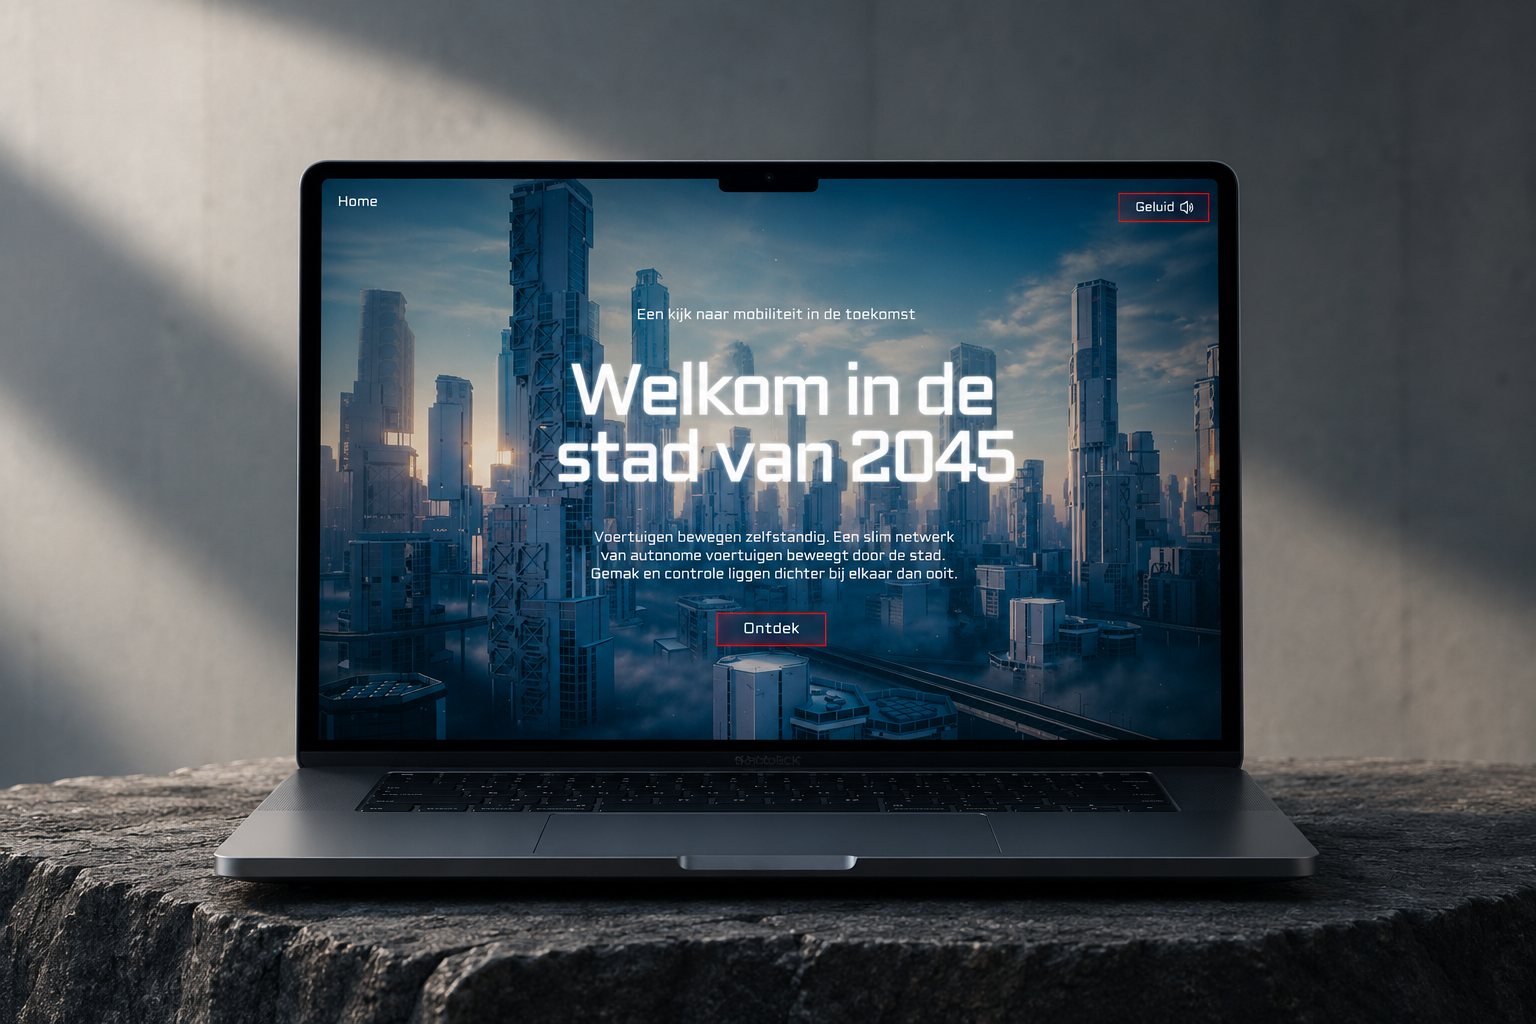 Home
Geluid
Een kijk naar mobiliteit in de toekomst
Welkom in de
stad van 2045
Voertuigen bewegen zelfstandig. Een slim netwerk
van autonome voertuigen beweegt door de stad.
Gemak en controle liggen dichter bij elkaar dan ooit.
Ontdek